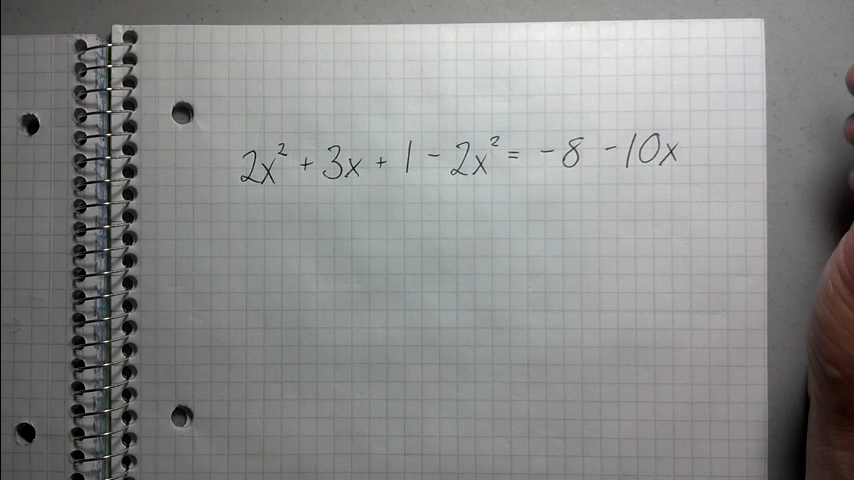 2x² + 3x + 1 - 2x² = -8 - 10x